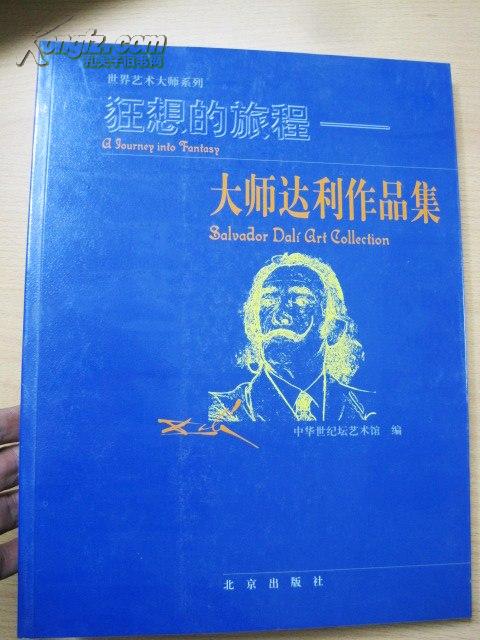 Kongfz.com
孔夫子旧书网
世界艺术大师系列
狂想的旅程——
A Journey into Fantasy
大师达利作品集
Salvador Dalí Art Collection
中华世纪坛艺术馆 编
北京出版社